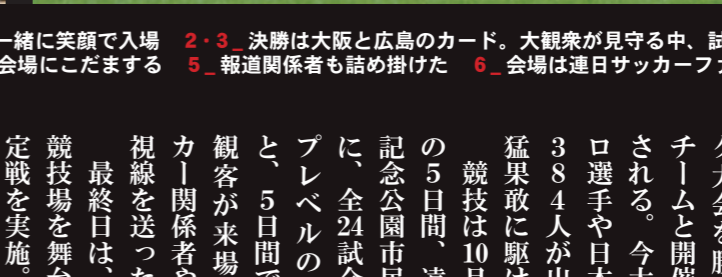 一緒に笑顔で入場　2・3_決勝は大阪と広島のカード。大観衆が見守る中、試
会場にこだまする　5_報道関係者も詰め掛けた　6_会場は連日サッカーファ
チームと開催
される。今大
ロ選手や日本
384人が出
猛果敢に駆け
競技は10月
の5日間、遠
記念公園市民
に、全24試合
プレベルの
と、5日間で
観客が来場
カー関係者や
視線を送った
最終日は、
競技場を舞台
定戦を実施。